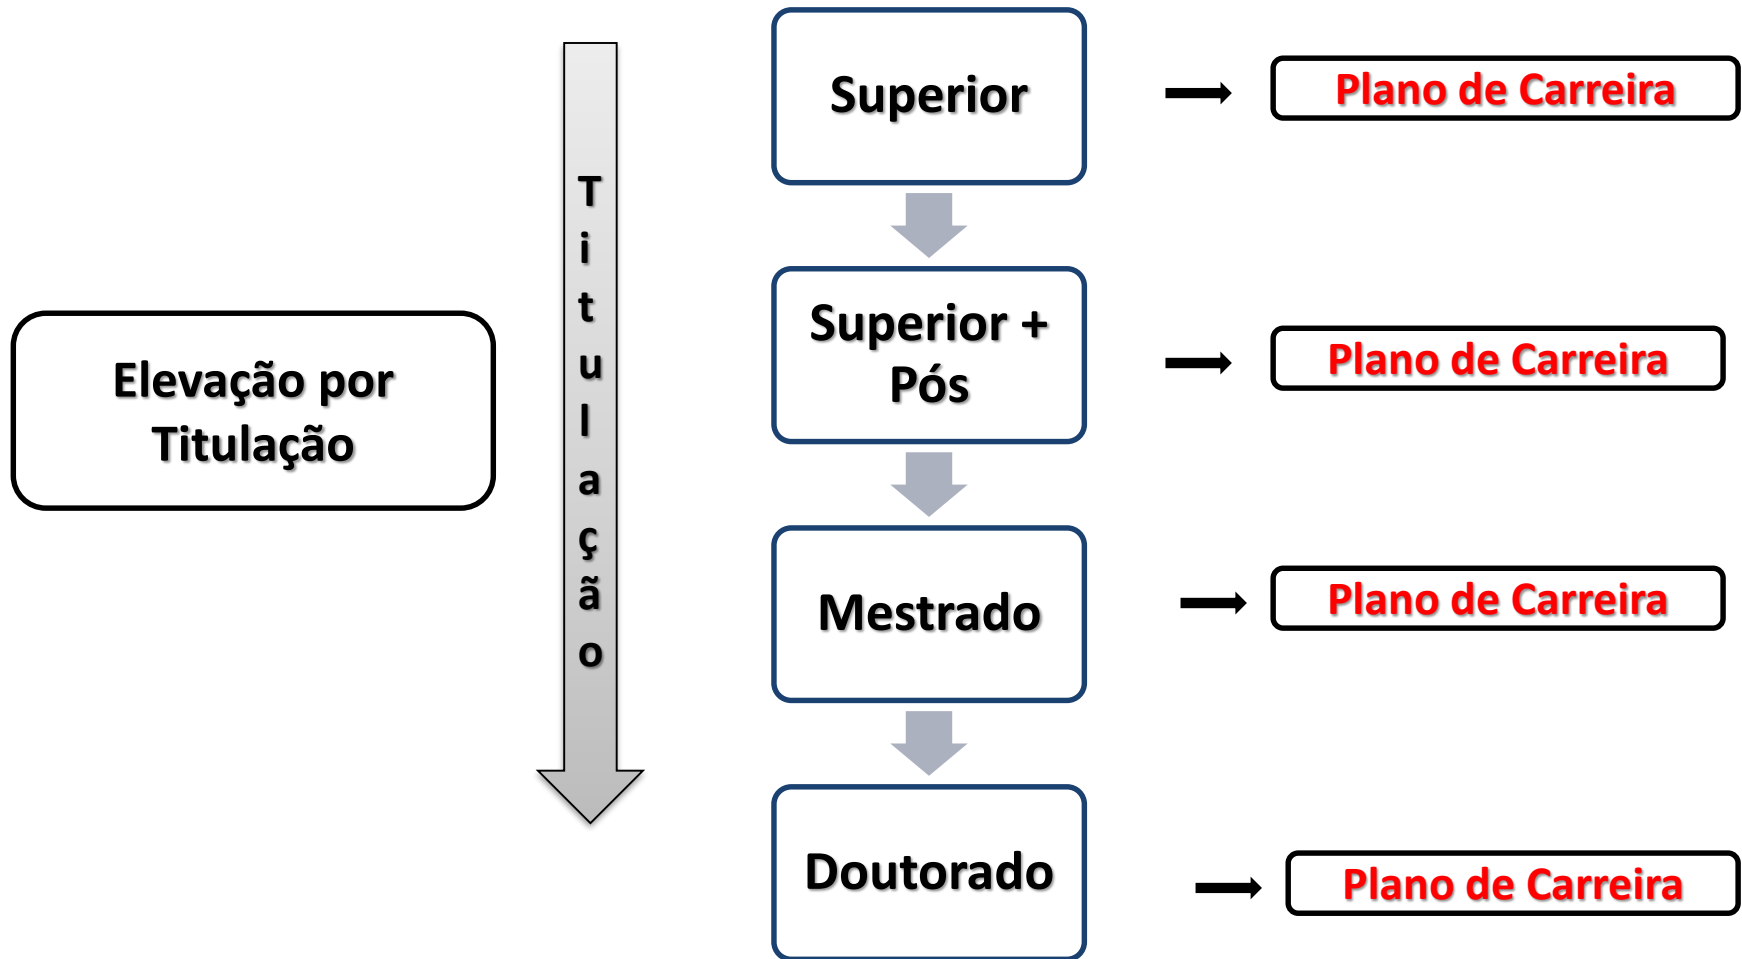 Elevação por
Titulação
Titulação
Superior
Plano de Carreira
Superior +
Pós
Plano de Carreira
Mestrado
Plano de Carreira
Doutorado
Plano de Carreira